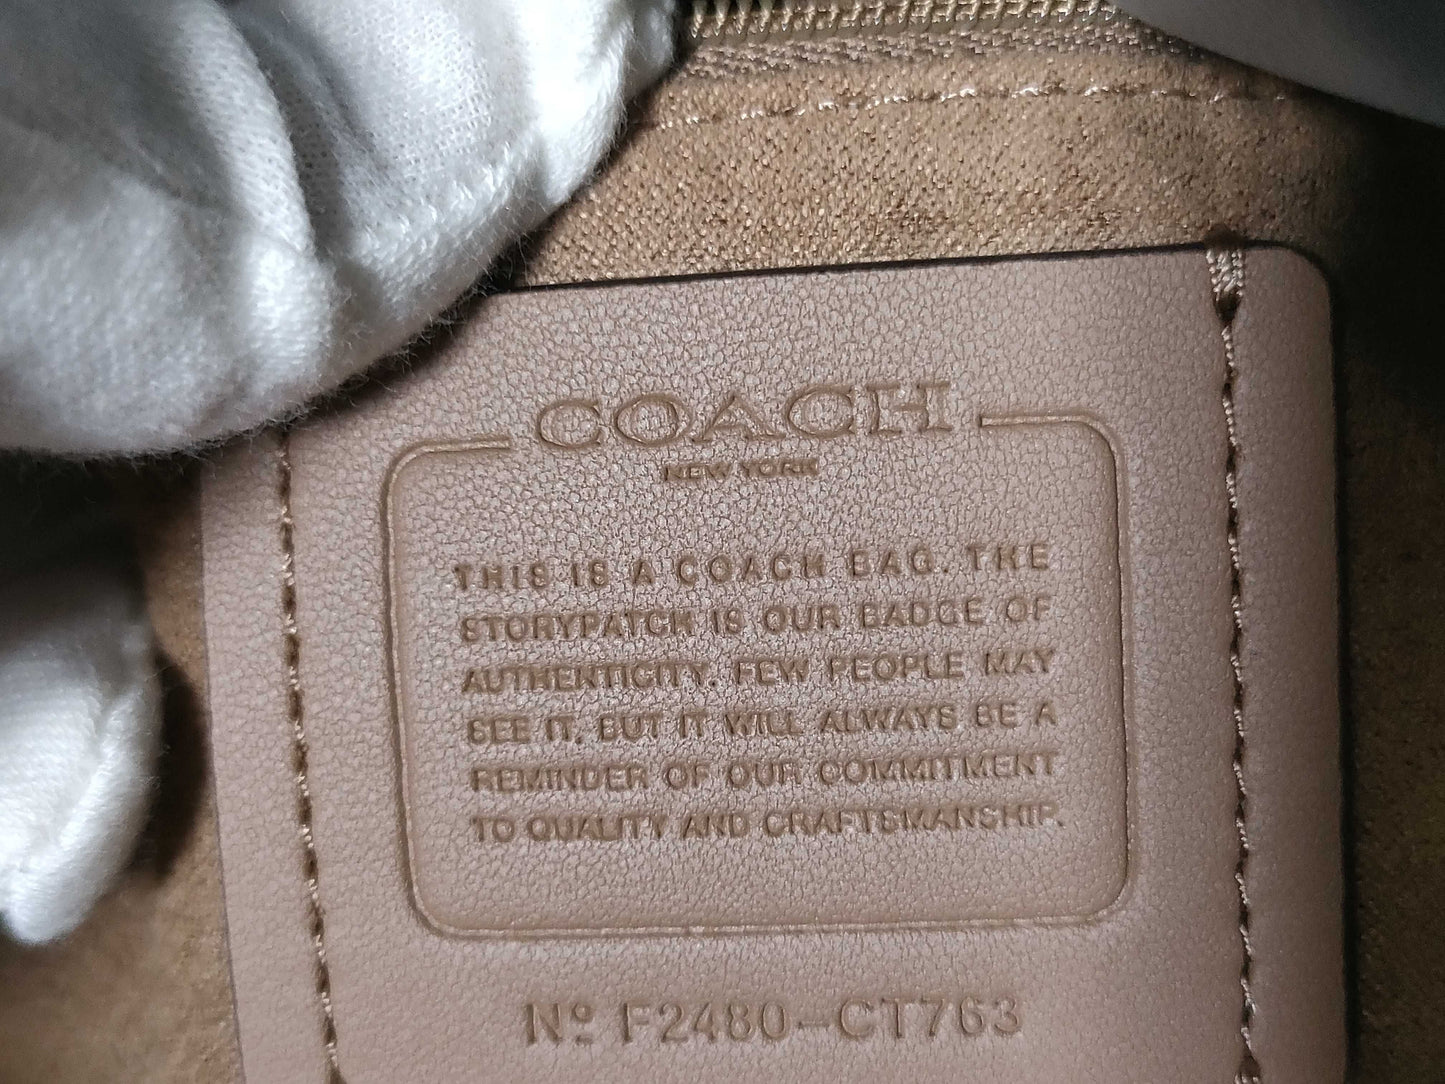 COACH
NEW YORK
THIS IS A COACH BAG. THE
STORYPATCH IS OUR BADGE OF
AUTHENTICITY. FEW PEOPLE MAY
SEE IT, BUT IT WILL ALWAYS BE A
REMINDER OF OUR COMMITMENT
TO QUALITY AND CRAFTSMANSHIP.
Nº F2480-CT763